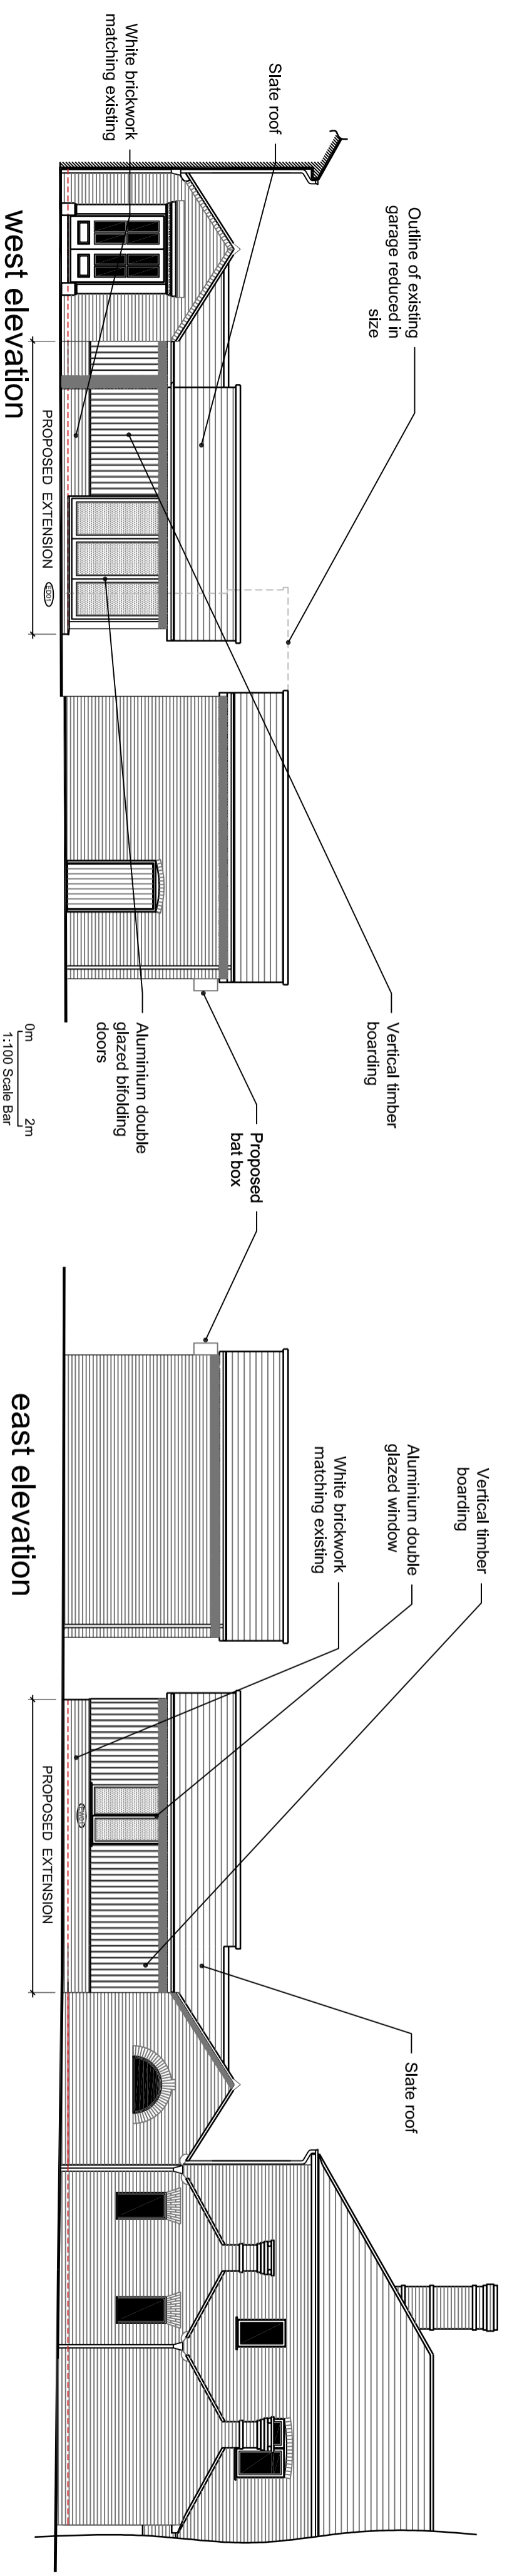 White brickwork
matching existing
Slate roof
Outline of existing
garage reduced in
size
west elevation
PROPOSED EXTENSION
ED01
Vertical timber
boarding
Aluminium double
glazed bifolding
doors
0m
2m
1:100 Scale Bar
Proposed
bat box
Vertical timber
boarding
Aluminium double
glazed window
White brickwork
matching existing
east elevation
PROPOSED EXTENSION
Slate roof